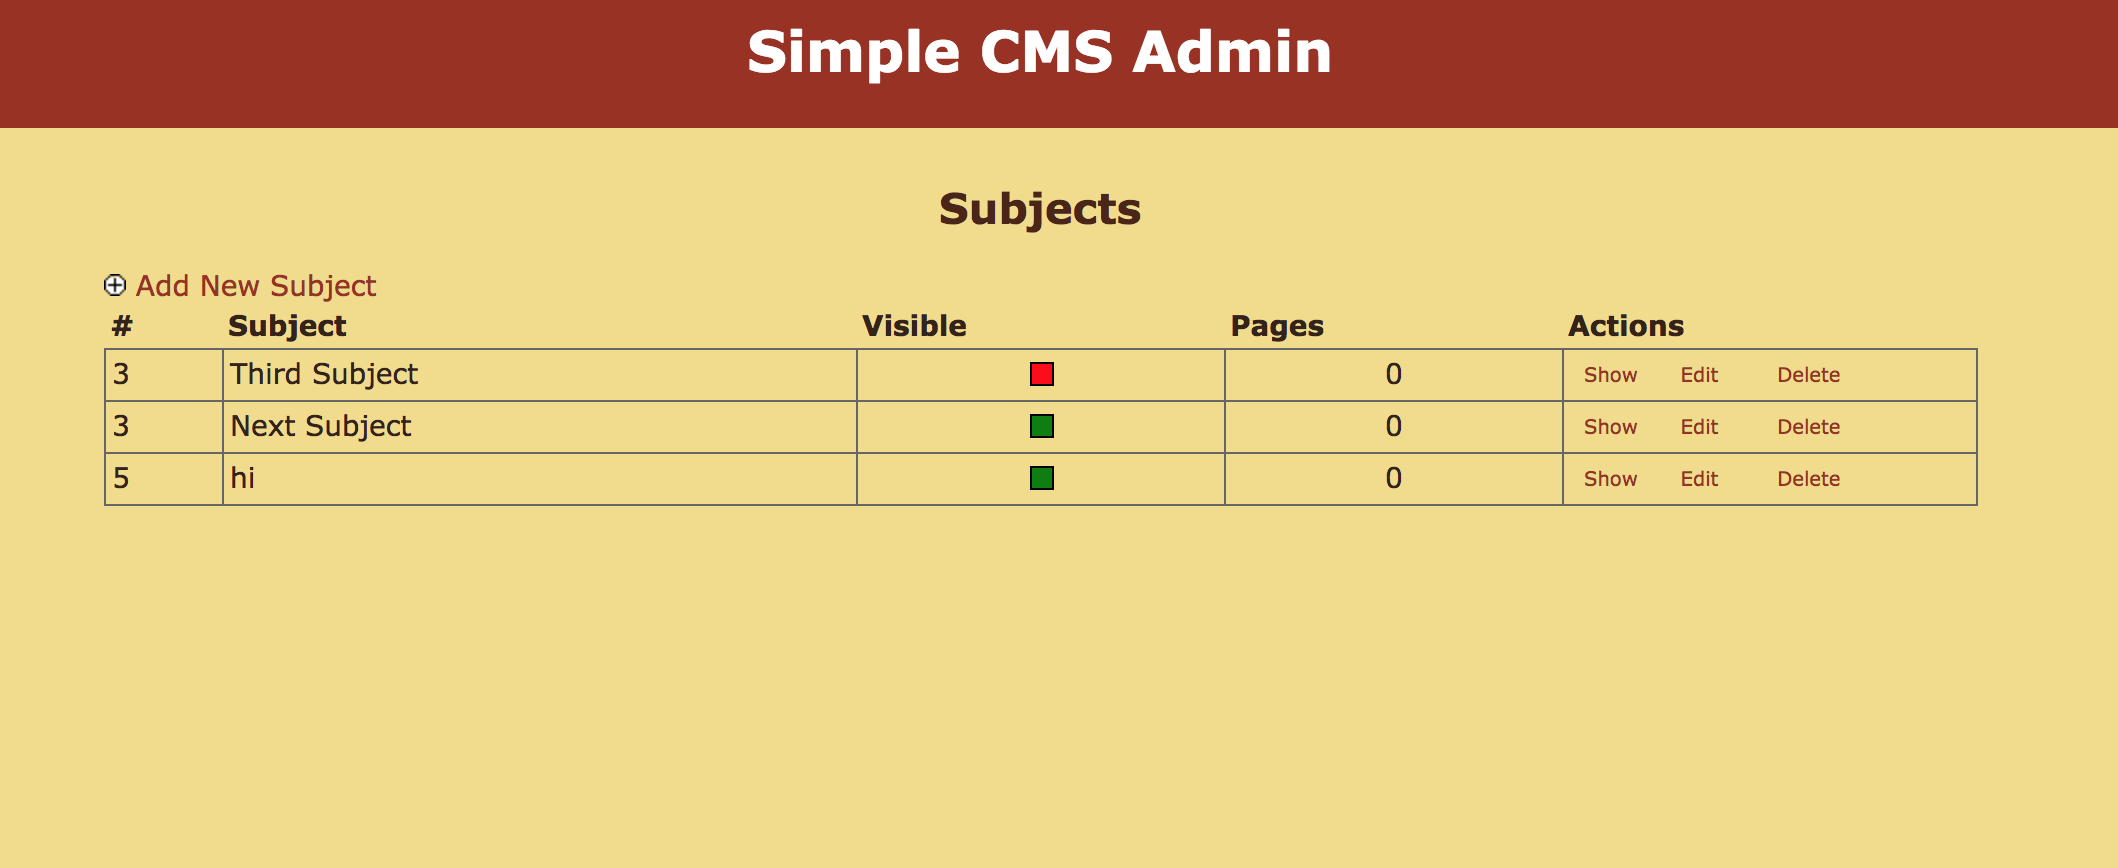 Simple CMS Admin
Subjects
Add New Subject
# Subject Visible Pages Actions
3 Third Subject 0 Show Edit Delete
3 Next Subject 0 Show Edit Delete
5 hi 0 Show Edit Delete